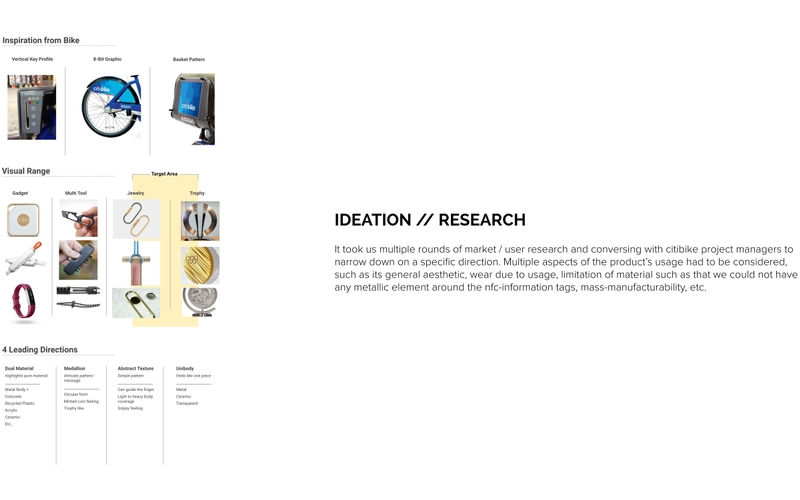 Inspiration from Bike
Vertical Key Profile
8-Bit Graphic
Basket Pattern
citibike
citibike
Visual Range
Target Area
Gadget
Multi Tool
Jewelry
Trophy
4 Leading Directions
Dual Material
Highlights pure material
Metal Body +
Concrete
Recycled Plastic
Acrylic
Ceramic
Etc...
Medallion
Intricate pattern/
message
Circular form
Minted coin feeling
Trophy like
Abstract Texture
Simple pattern
Can guide the finger
Light to heavy body
coverage
Grippy feeling
Unibody
Feels like one piece
Metal
Ceramic
Transparent
IDEATION // RESEARCH
It took us multiple rounds of market / user research and conversing with citibike project managers to
narrow down on a specific direction. Multiple aspects of the product's usage had to be considered,
such as its general aesthetic, wear due to usage, limitation of material such as that we could not have
any metallic element around the nfc-information tags, mass-manufacturability, etc.